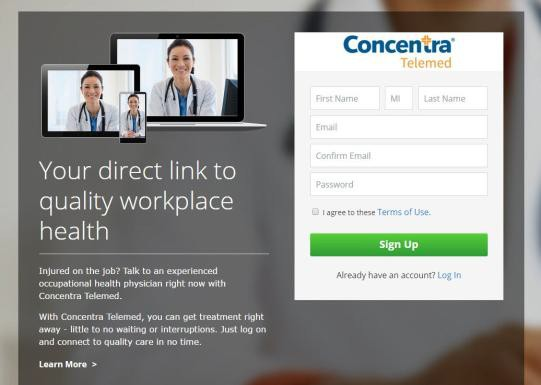 Concentra®
Telemed
First Name
MI
Last Name
Email
Confirm Email
Password
I agree to these Terms of Use.
Sign Up
Already have an account? Log In
Your direct link to
quality workplace
health
Injured on the job? Talk to an experienced
occupational health physician right now with
Concentra Telemed.
With Concentra Telemed, you can get treatment right
away - little to no waiting or interruptions. Just log on
and connect to quality care in no time.
Learn More >